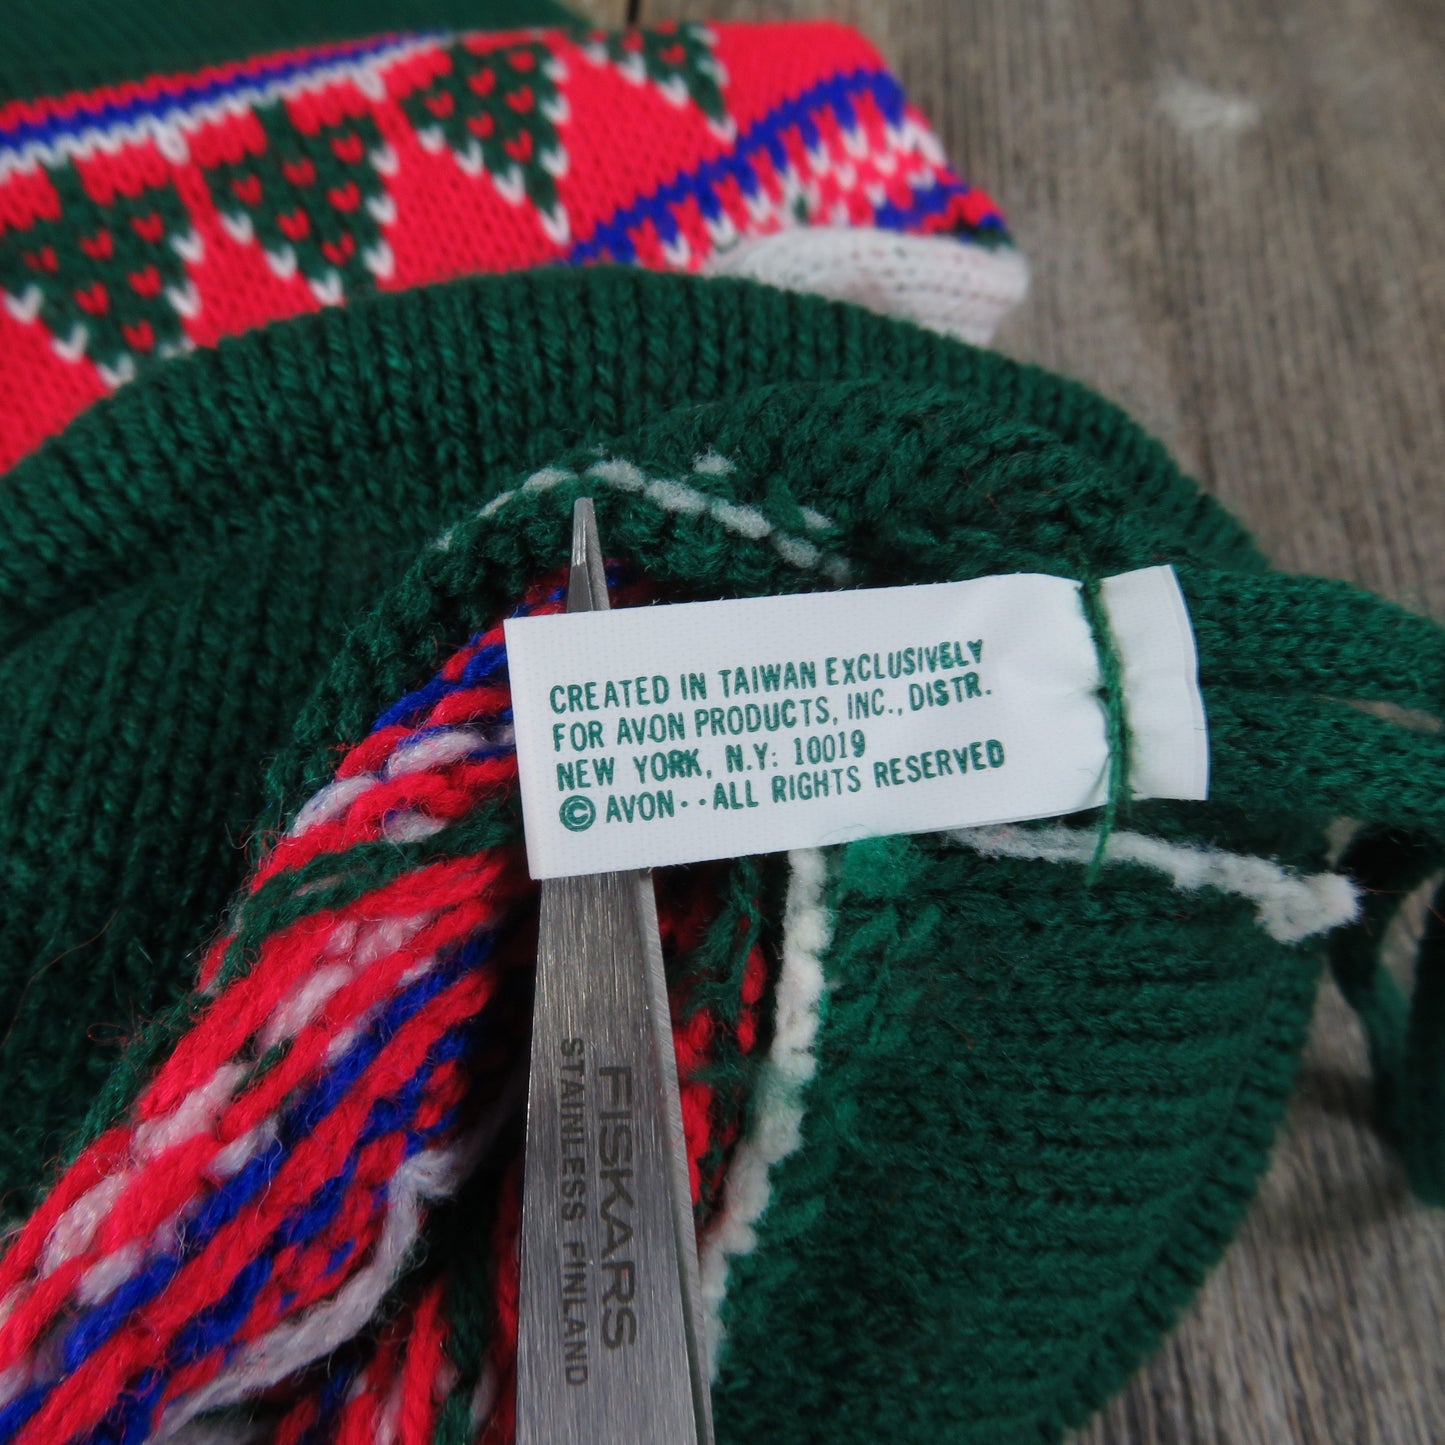 CREATED IN TAIWAN EXCLUSIVELY
FOR AVON PRODUCTS, INC., DISTR.
NEW YORK, N.Y: 10019
© AVON··ALL RIGHTS RESERVED
FISKARS
STAINLESS FINLAND